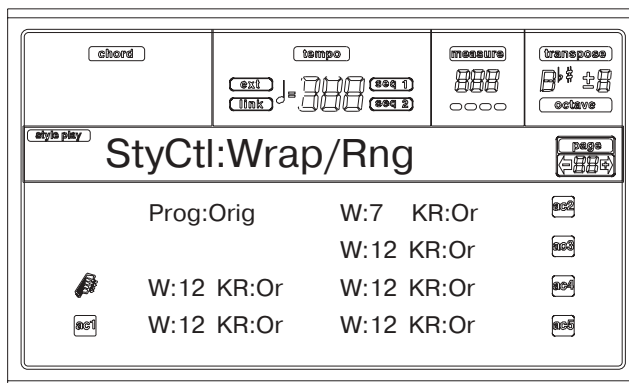 chord tempo measure transpose
ext seq 1
link seq 2
octave
style play
StyCtl:Wrap/Rng
page
Prog:Orig W:7 KR:Or ac2
W:12 KR:Or ac3
W:12 KR:Or W:12 KR:Or ac4
ac1 W:12 KR:Or W:12 KR:Or ac5